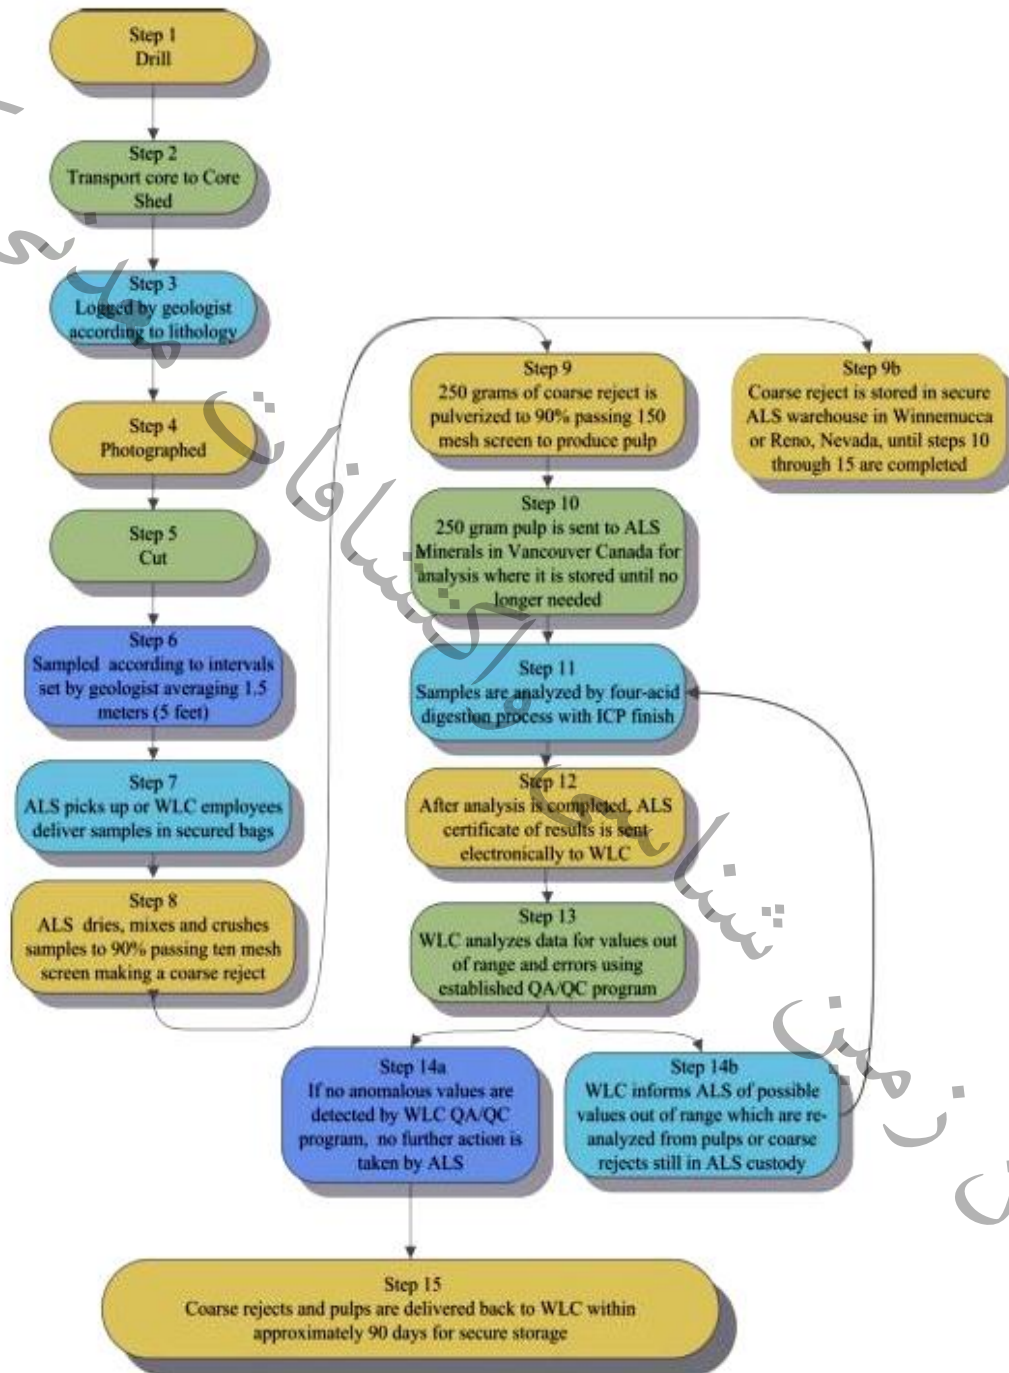 Step 1
Drill
Step 2
Transport core to Core
Shed
Step 3
Logged by geologist
according to lithology
Step 4
Photographed
Step 5
Cut
Step 6
Sampled according to intervals
set by geologist averaging 1.5
meters (5 feet)
Step 7
ALS picks up or WLC employees
deliver samples in secured bags
Step 8
ALS dries, mixes and crushes
samples to 90% passing ten mesh
screen making a coarse reject
Step 9
250 grams of coarse reject is
pulverized to 90% passing 150
mesh screen to produce pulp
Step 9b
Coarse reject is stored in secure
ALS warehouse in Winnemucca
or Reno, Nevada, until steps 10
through 15 are completed
Step 10
250 gram pulp is sent to ALS
Minerals in Vancouver Canada for
analysis where it is stored until no
longer needed
Step 11
Samples are analyzed by four-acid
digestion process with ICP finish
Step 12
After analysis is completed, ALS
certificate of results is sent
electronically to WLC
Step 13
WLC analyzes data for values out
of range and errors using
established QA/QC program
Step 14a
If no anomalous values are
detected by WLC QA/QC
program, no further action is
taken by ALS
Step 14b
WLC informs ALS of possible
values out of range which are re-
analyzed from pulps or coarse
rejects still in ALS custody
Step 15
Coarse rejects and pulps are delivered back to WLC within
approximately 90 days for secure storage
زمین شناسی و اکتشافات